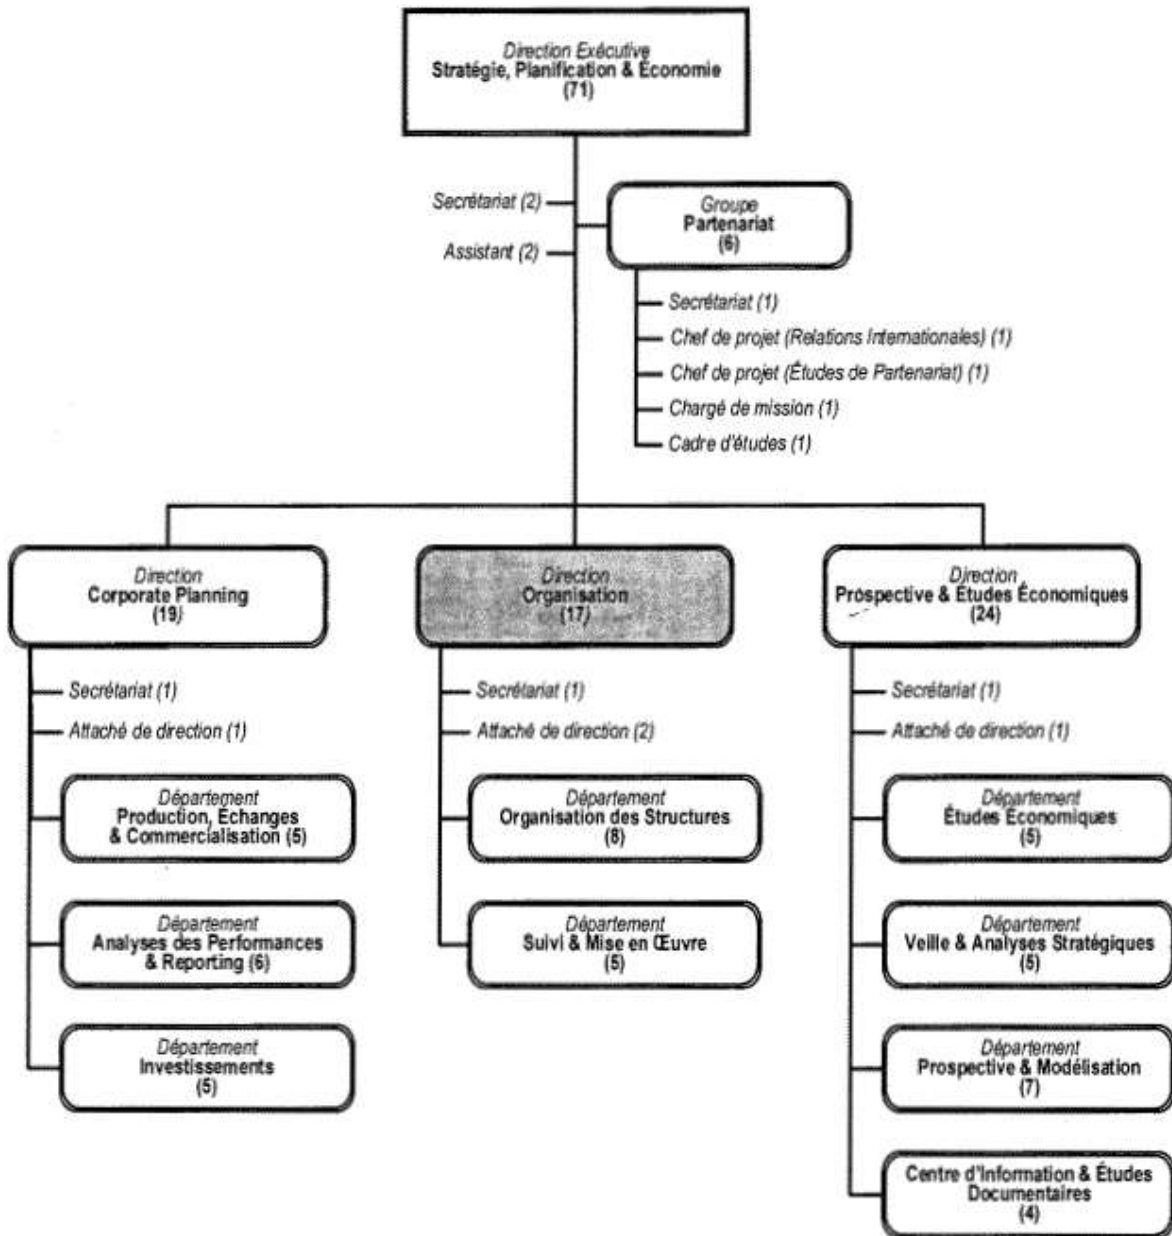 Direction Exécutive
Stratégie, Planification & Économie
(71)
Secrétariat (2)
Assistant (2)
Groupe
Partenariat
(6)
Secrétariat (1)
Chef de projet (Relations Internationales) (1)
Chef de projet (Études de Partenariat) (1)
Chargé de mission (1)
Cadre d'études (1)
Direction
Corporate Planning
(19)
Secrétariat (1)
Attaché de direction (1)
Département
Production, Échanges
& Commercialisation (5)
Département
Analyses des Performances
& Reporting (6)
Département
Investissements
(5)
Direction
Organisation
(17)
Secrétariat (1)
Attaché de direction (2)
Département
Organisation des Structures
(8)
Département
Suivi & Mise en Œuvre
(5)
Direction
Prospective & Études Économiques
(24)
Secrétariat (1)
Attaché de direction (1)
Département
Études Économiques
(5)
Département
Veille & Analyses Stratégiques
(5)
Département
Prospective & Modélisation
(7)
Centre d'Information & Études
Documentaires
(4)